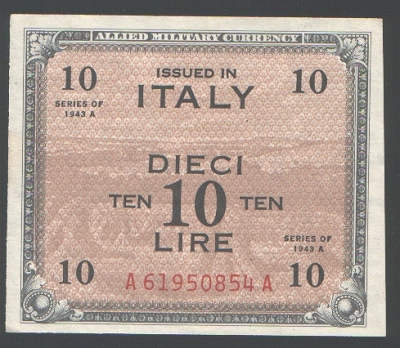 ALLIED MILITARY CURRENCY
10 ISSUED IN 10
ITALY
SERIES OF
1943 A
DIECI
TEN 10 TEN
LIRE
SERIES OF
1943 A
10 A61950854A 10